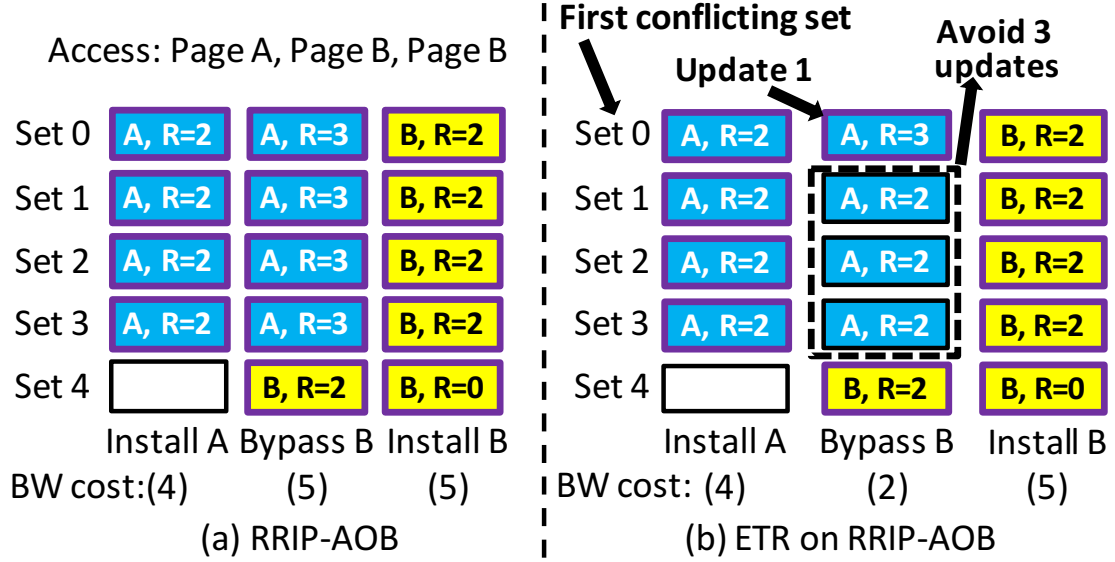 Access: Page A, Page B, Page B
Set 0 A, R=2 A, R=3 B, R=2
Set 1 A, R=2 A, R=3 B, R=2
Set 2 A, R=2 A, R=3 B, R=2
Set 3 A, R=2 A, R=3 B, R=2
Set 4 B, R=2 B, R=0
Install A Bypass B Install B
BW cost:(4) (5) (5)
(a) RRIP-AOB
First conflicting set
Update 1
Avoid 3
updates
Set 0 A, R=2 A, R=3 B, R=2
Set 1 A, R=2 A, R=2 B, R=2
Set 2 A, R=2 A, R=2 B, R=2
Set 3 A, R=2 A, R=2 B, R=2
Set 4 B, R=2 B, R=0
Install A Bypass B Install B
BW cost: (4) (2) (5)
(b) ETR on RRIP-AOB